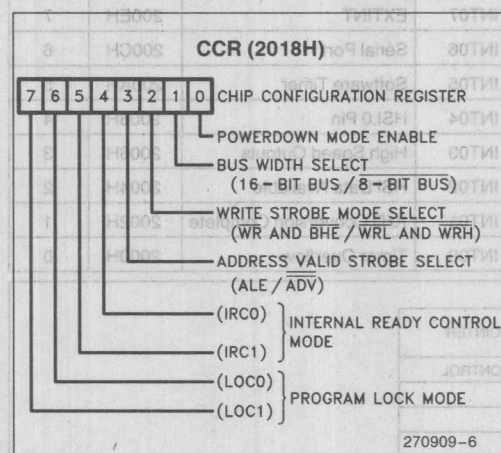 CCR (2018H)
7 6 5 4 3 2 1 0
CHIP CONFIGURATION REGISTER
POWERDOWN MODE ENABLE
BUS WIDTH SELECT
(16-BIT BUS / 8-BIT BUS)
WRITE STROBE MODE SELECT
(WR AND BHE / WRL AND WRH)
ADDRESS VALID STROBE SELECT
(ALE / ADV)
(IRC0)
(IRC1)
INTERNAL READY CONTROL
MODE
(LOC0)
(LOC1)
PROGRAM LOCK MODE
270909-6